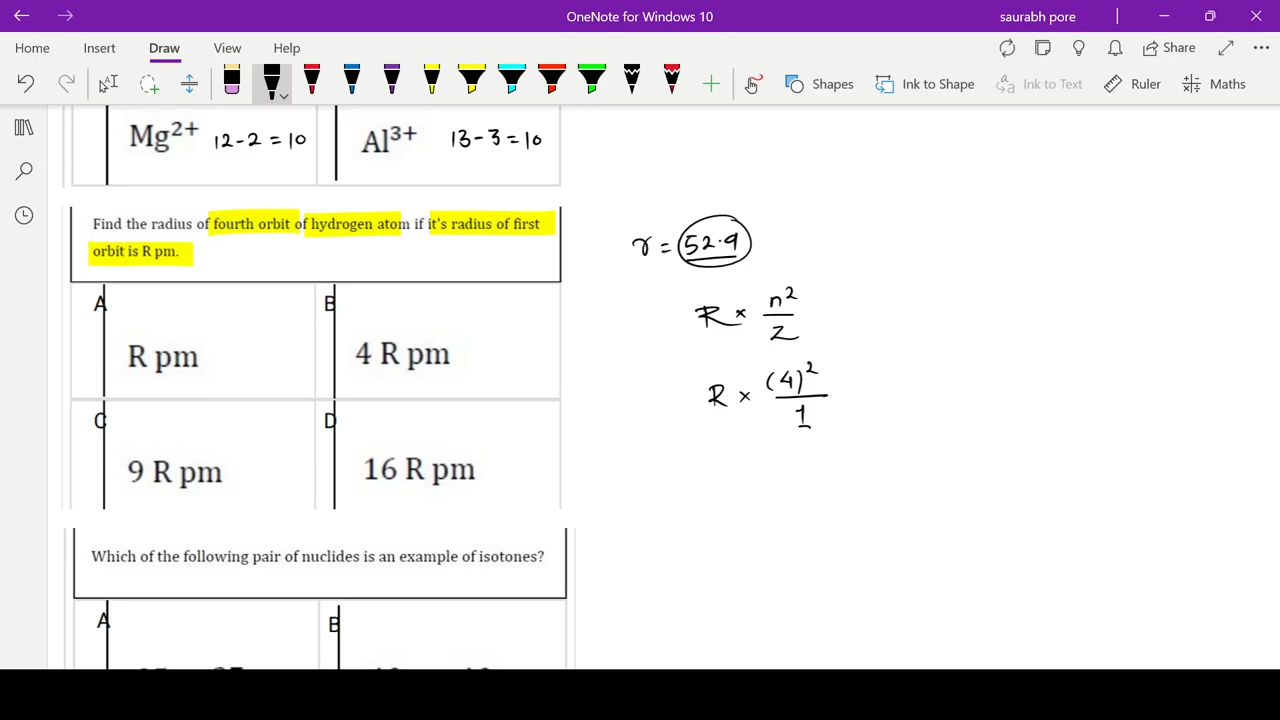 OneNote for Windows 10
saurabh pore
Home Insert Draw View Help
Share
Shapes Ink to Shape Ink to Text Ruler Maths
Mg²⁺ 12-2=10
Al³⁺ 13-3=10
Find the radius of fourth orbit of hydrogen atom if it's radius of first
orbit is R pm.
A
R pm
B
4 R pm
C
9 R pm
D
16 R pm
r = 52.9
R × n²/Z
R × (4)²/1
Which of the following pair of nuclides is an example of isotones?
A
B